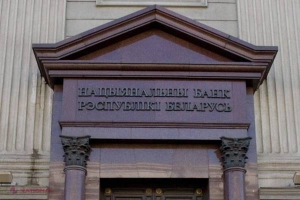 НАЦЫЯНАЛЬНЫ БАНК
РЭСПУБЛІКІ БЕЛАРУСЬ